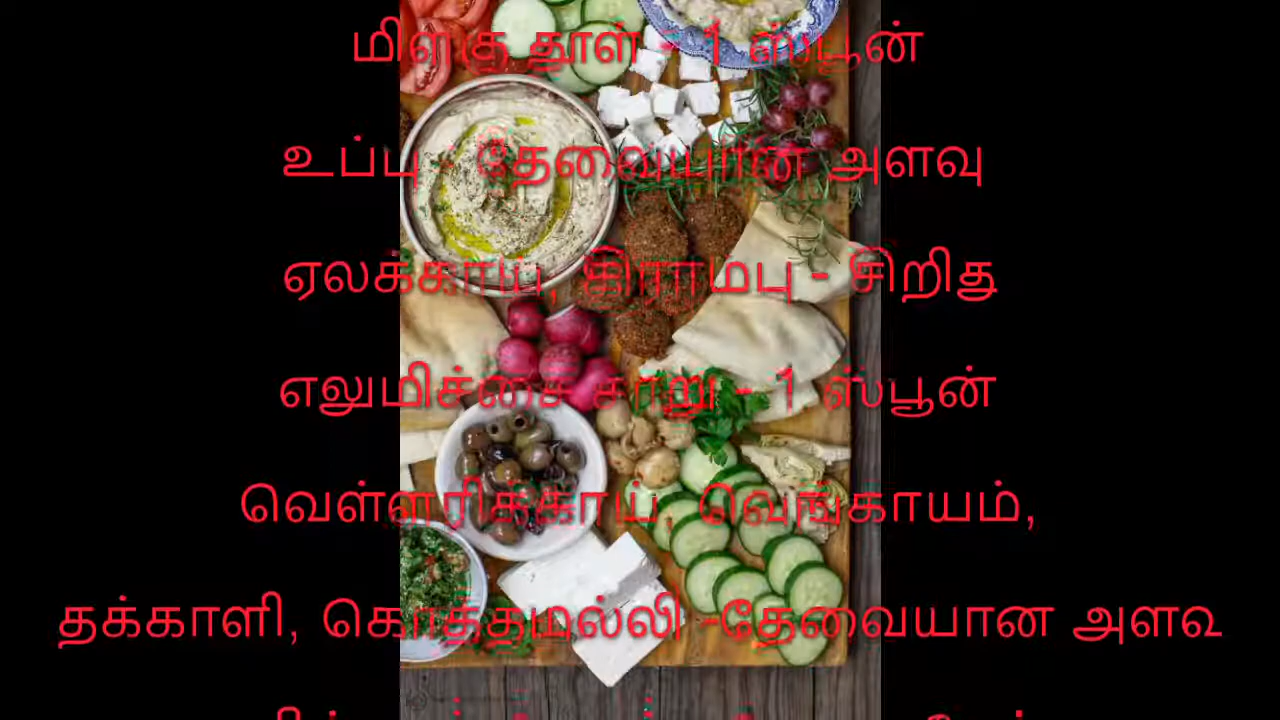 மிளகு தூள் - 1 ஸ்பூன்
உப்பு - தேவையான அளவு
ஏலக்காய், கிராம்பு - சிறிது
எலுமிச்சை சாறு - 1 ஸ்பூன்
வெள்ளரிக்காய், வெங்காயம்,
தக்காளி, கொத்தமல்லி -தேவையான அளவு